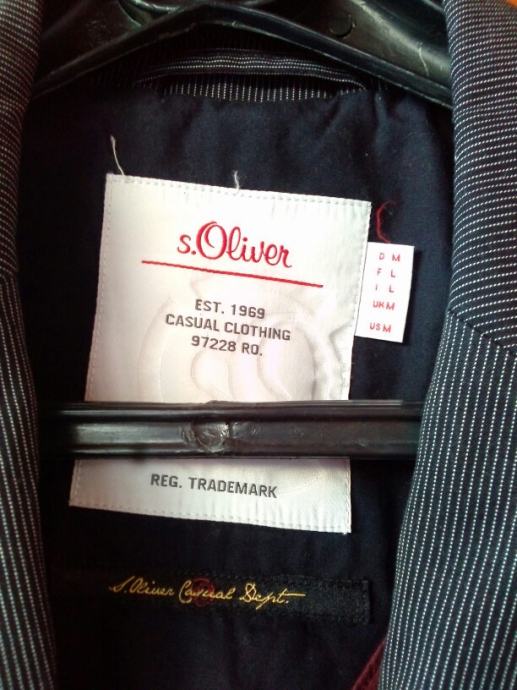 s.Oliver
EST. 1969
CASUAL CLOTHING
97228 RO.
REG. TRADEMARK
D M
F L
I L
UK M
US M
s.Oliver Casual Dept.